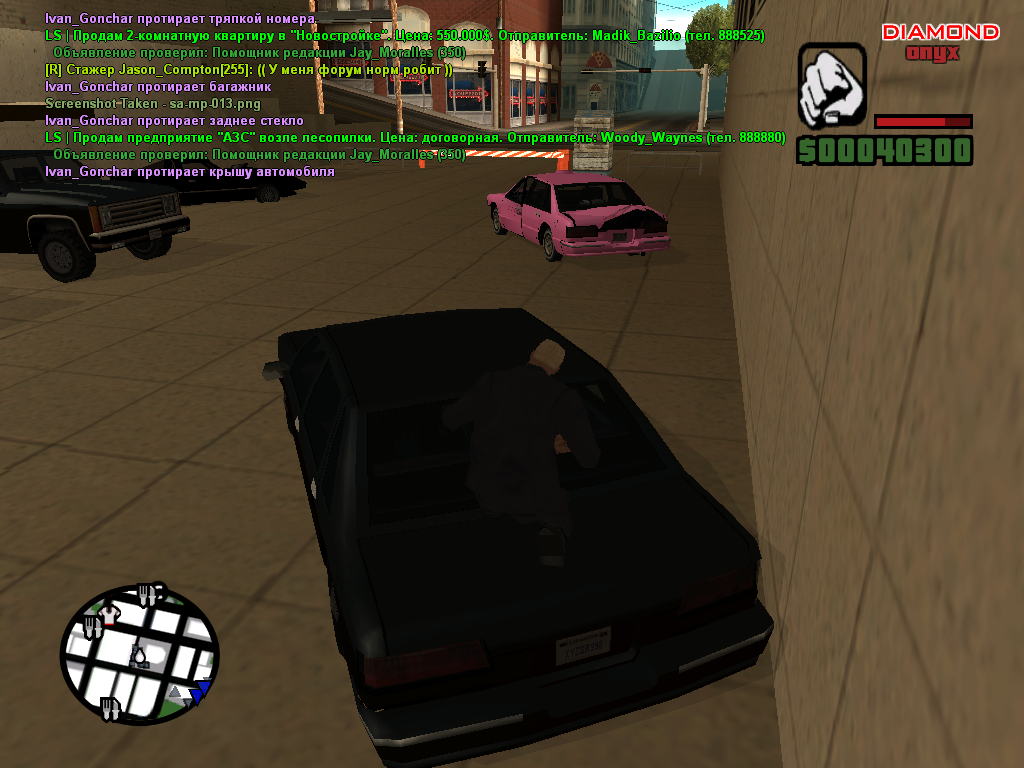 Ivan_Gonchar протирает тряпкой номера.
LS | Продам 2-комнатную квартиру в "Новостройке". Цена: 550.000$. Отправитель: Madik_Bazilio (тел. 888525)
Объявление проверил: Помощник редакции Jay_Moralles (350)
[R] Стажер Jason_Compton[255]: (( У меня форум норм робит ))
Ivan_Gonchar протирает багажник
Screenshot Taken - sa-mp-013.png
Ivan_Gonchar протирает заднее стекло
LS | Продам предприятие "АЗС" возле лесопилки. Цена: договорная. Отправитель: Woody_Waynes (тел. 888880)
Объявление проверил: Помощник редакции Jay_Moralles (350)
Ivan_Gonchar протирает крышу автомобиля
DIAMOND
onyx
$00040300